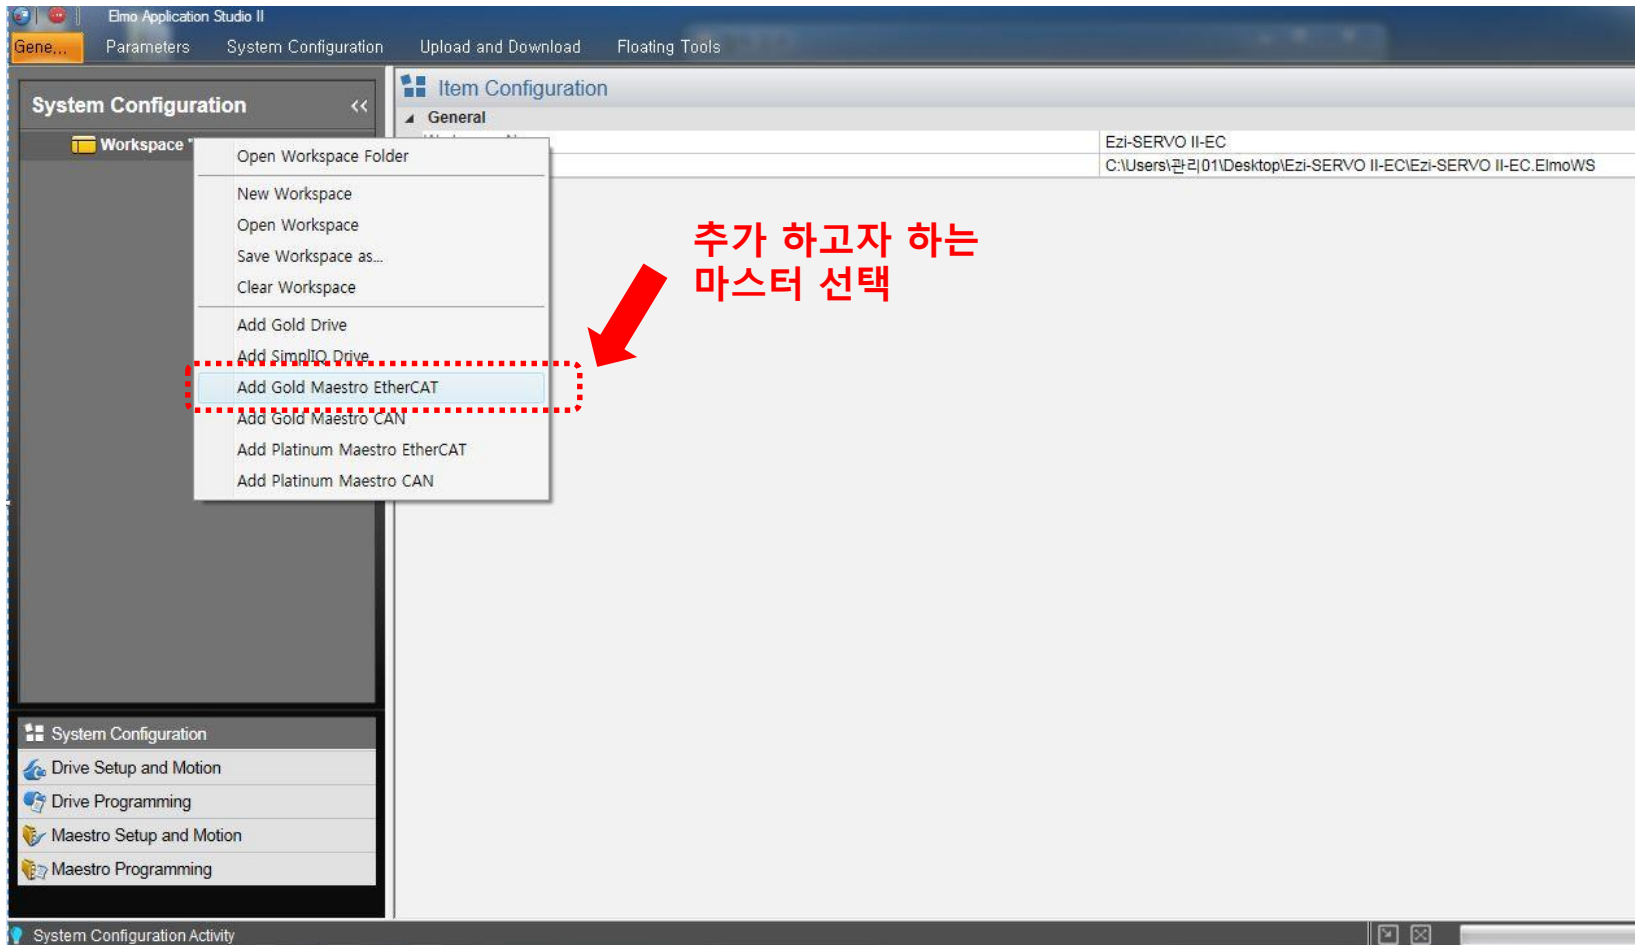 Elmo Application Studio II
Gene... Parameters System Configuration Upload and Download Floating Tools
System Configuration <<
Workspace "
Item Configuration
General
Ezi-SERVO II-EC
C:\Users\관리01\Desktop\Ezi-SERVO II-EC\Ezi-SERVO II-EC.ElmoWS
Open Workspace Folder
New Workspace
Open Workspace
Save Workspace as...
Clear Workspace
Add Gold Drive
Add SimplIQ Drive
Add Gold Maestro EtherCAT
Add Gold Maestro CAN
Add Platinum Maestro EtherCAT
Add Platinum Maestro CAN
추가 하고자 하는
마스터 선택
System Configuration
Drive Setup and Motion
Drive Programming
Maestro Setup and Motion
Maestro Programming
System Configuration Activity